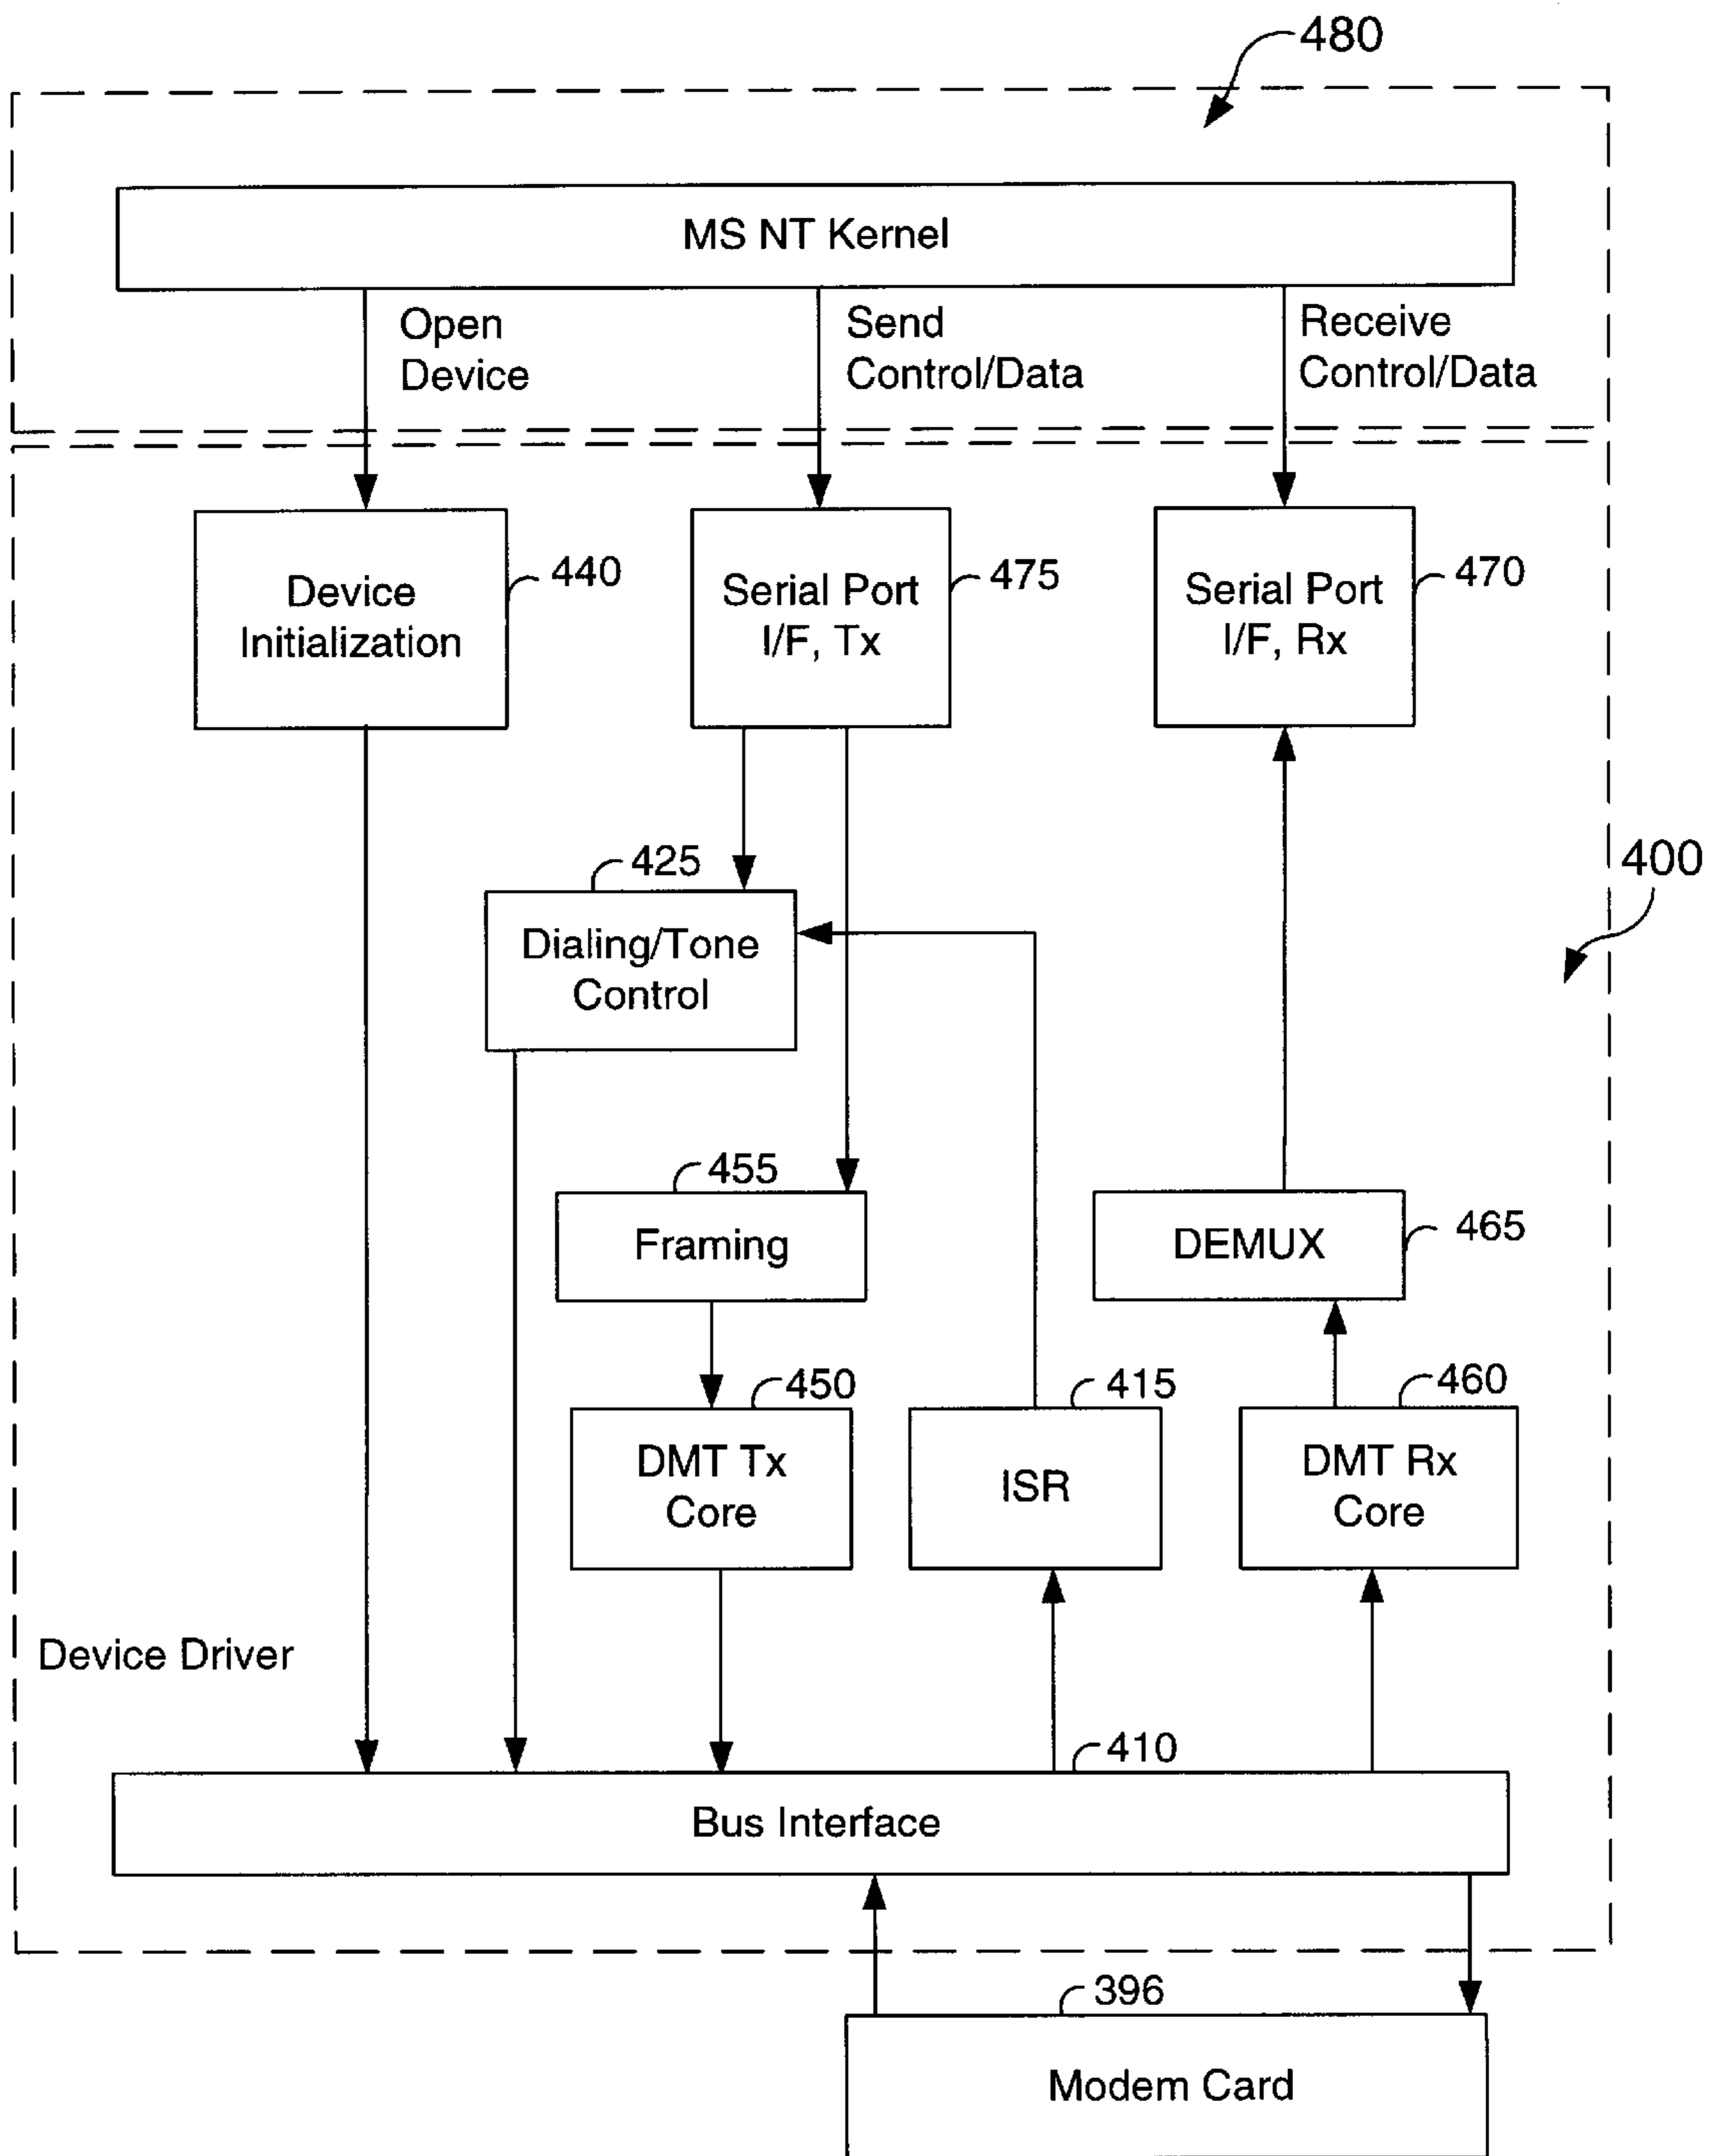 480
MS NT Kernel
Open
Device
Send
Control/Data
Receive
Control/Data
Device
Initialization
440
Serial Port
I/F, Tx
475
Serial Port
I/F, Rx
470
400
425
Dialing/Tone
Control
455
Framing
DEMUX
465
450
DMT Tx
Core
415
ISR
460
DMT Rx
Core
Device Driver
410
Bus Interface
396
Modem Card